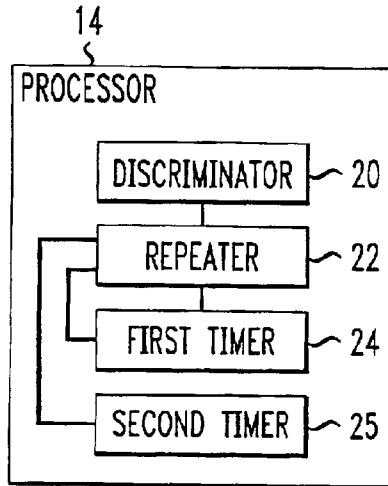 14
PROCESSOR
DISCRIMINATOR 20
REPEATER 22
FIRST TIMER 24
SECOND TIMER 25